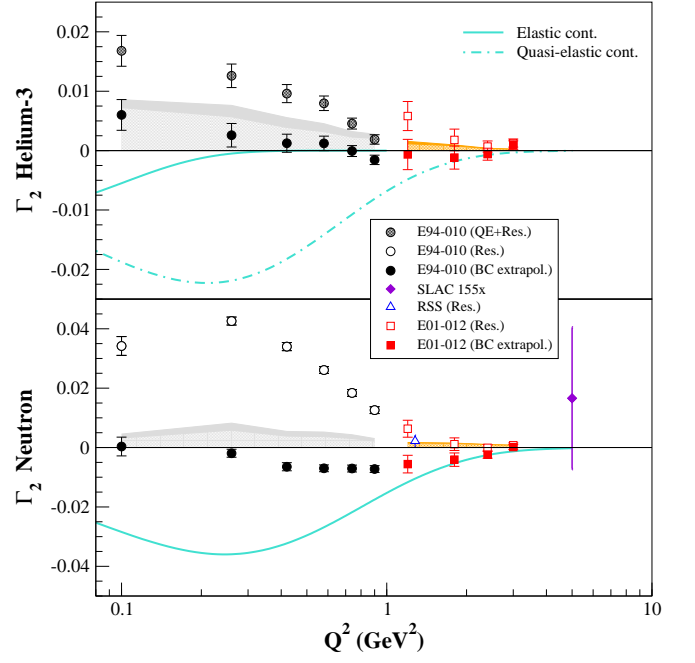 0.02
0.01
0
-0.01
-0.02
Γ2 Helium-3
Elastic cont.
Quasi-elastic cont.
E94-010 (QE+Res.)
E94-010 (Res.)
E94-010 (BC extrapol.)
SLAC 155x
RSS (Res.)
E01-012 (Res.)
E01-012 (BC extrapol.)
0.04
0.02
0
-0.02
-0.04
Γ2 Neutron
0.1
1
10
Q² (GeV²)